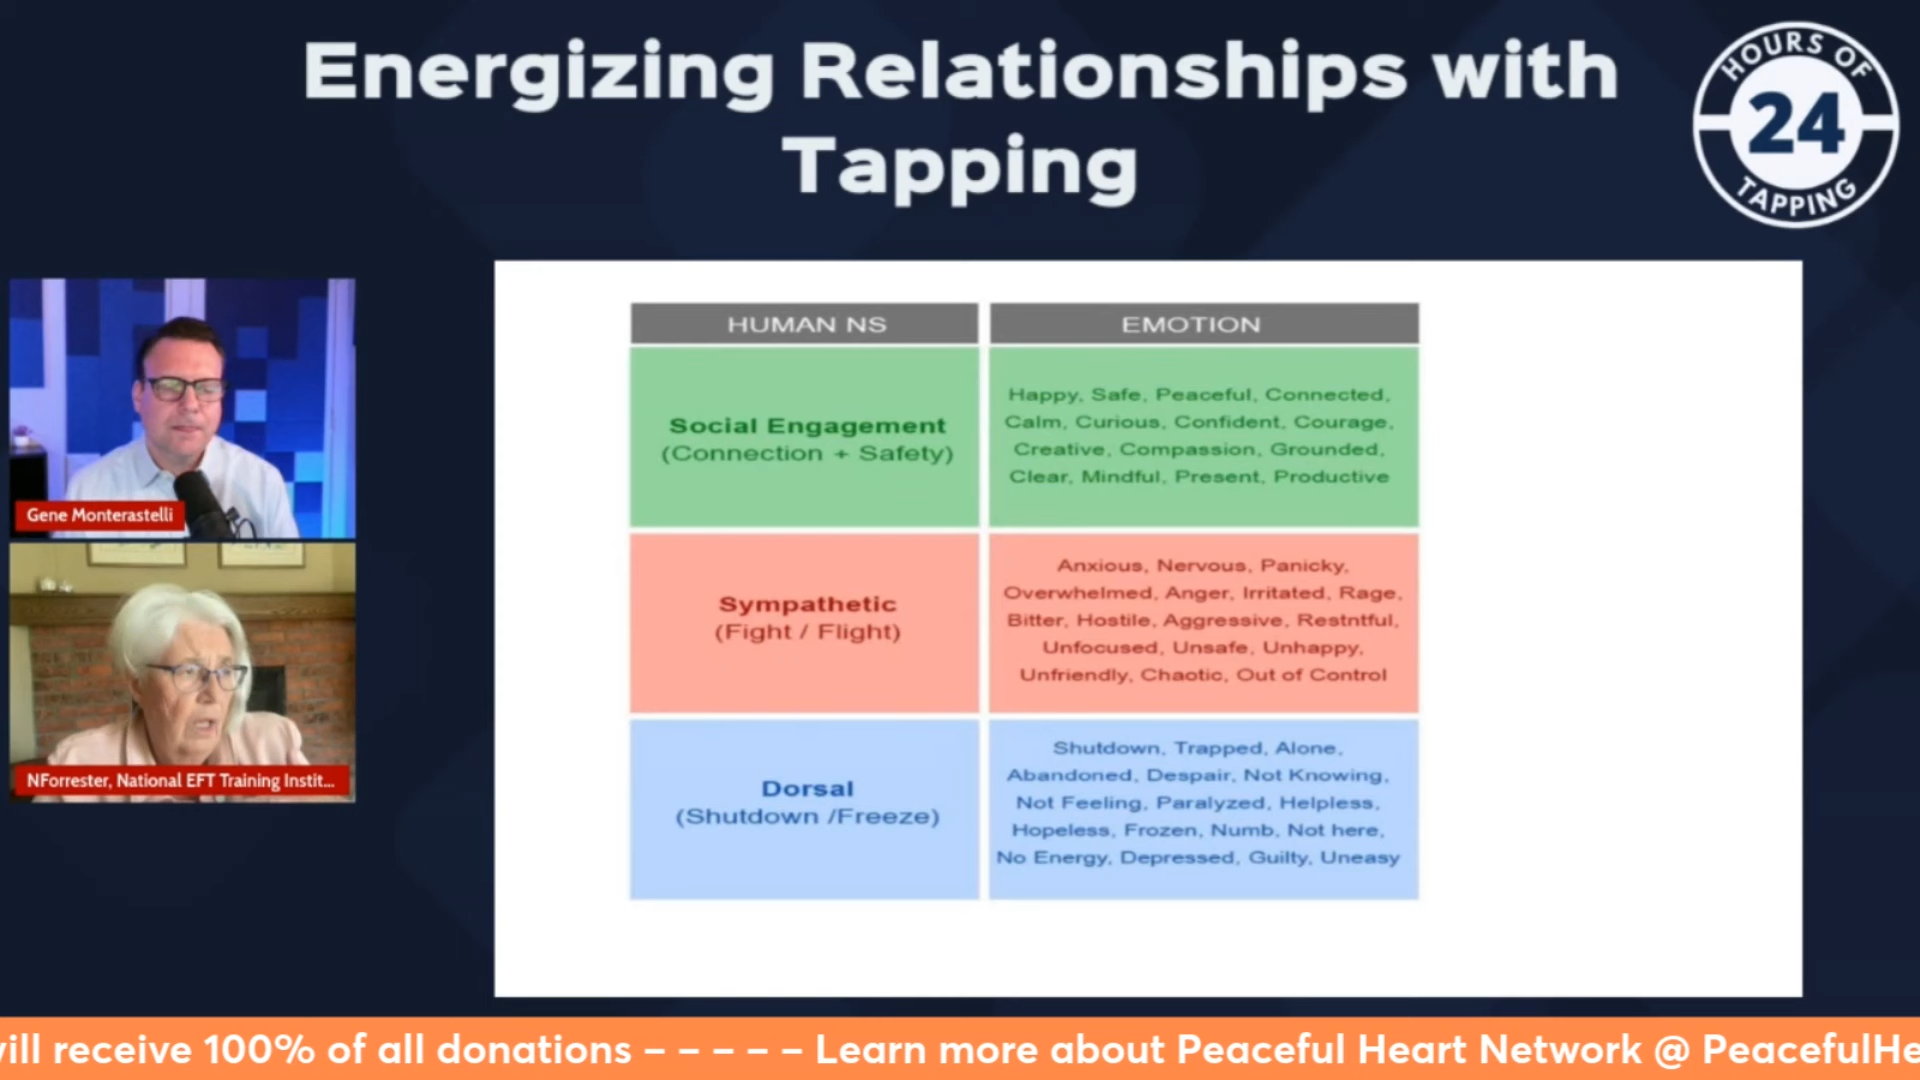 Energizing Relationships with
Tapping
HOURS OF
24
TAPPING
Gene Monterastelli
NForrester, National EFT Training Instit...
HUMAN NS
EMOTION
Social Engagement
(Connection + Safety)
Happy, Safe, Peaceful, Connected,
Calm, Curious, Confident, Courage,
Creative, Compassion, Grounded,
Clear, Mindful, Present, Productive
Sympathetic
(Fight / Flight)
Anxious, Nervous, Panicky,
Overwhelmed, Anger, Irritated, Rage,
Bitter, Hostile, Aggressive, Restntful,
Unfocused, Unsafe, Unhappy,
Unfriendly, Chaotic, Out of Control
Dorsal
(Shutdown /Freeze)
Shutdown, Trapped, Alone,
Abandoned, Despair, Not Knowing,
Not Feeling, Paralyzed, Helpless,
Hopeless, Frozen, Numb, Not here,
No Energy, Depressed, Guilty, Uneasy
ill receive 100% of all donations – – – – – Learn more about Peaceful Heart Network @ PeacefulHe